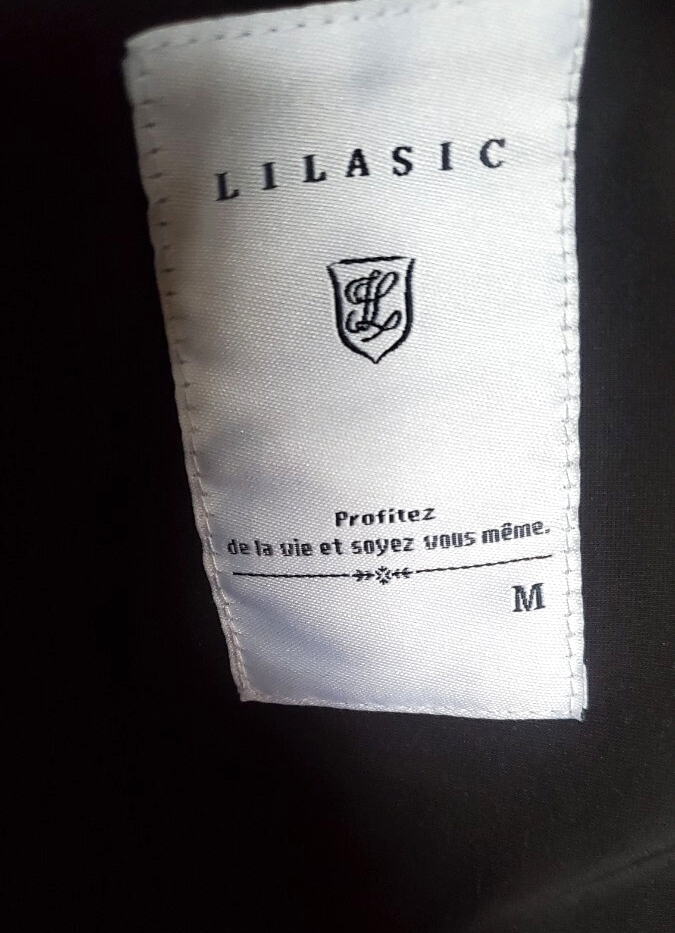 LILASIC
Profitez
de la vie et soyez vous même.
M